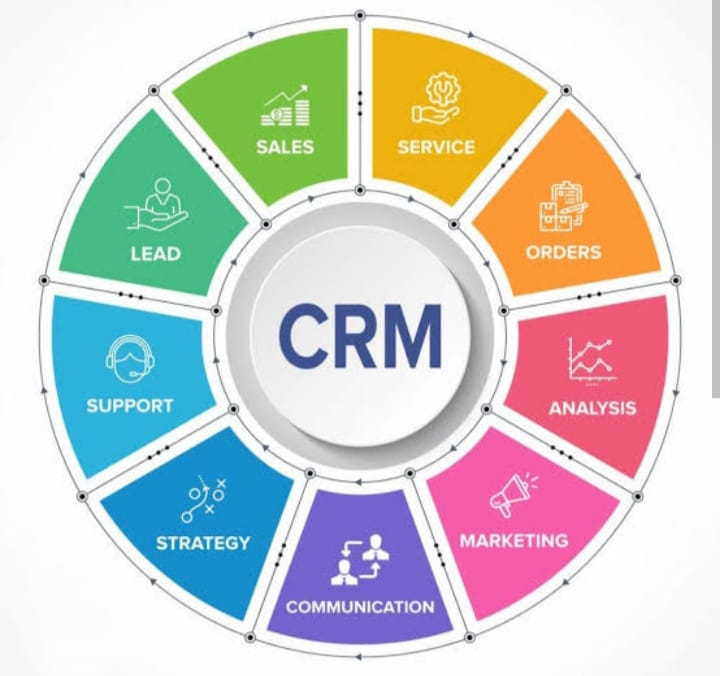 SALES
SERVICE
LEAD
ORDERS
CRM
SUPPORT
ANALYSIS
STRATEGY
MARKETING
COMMUNICATION